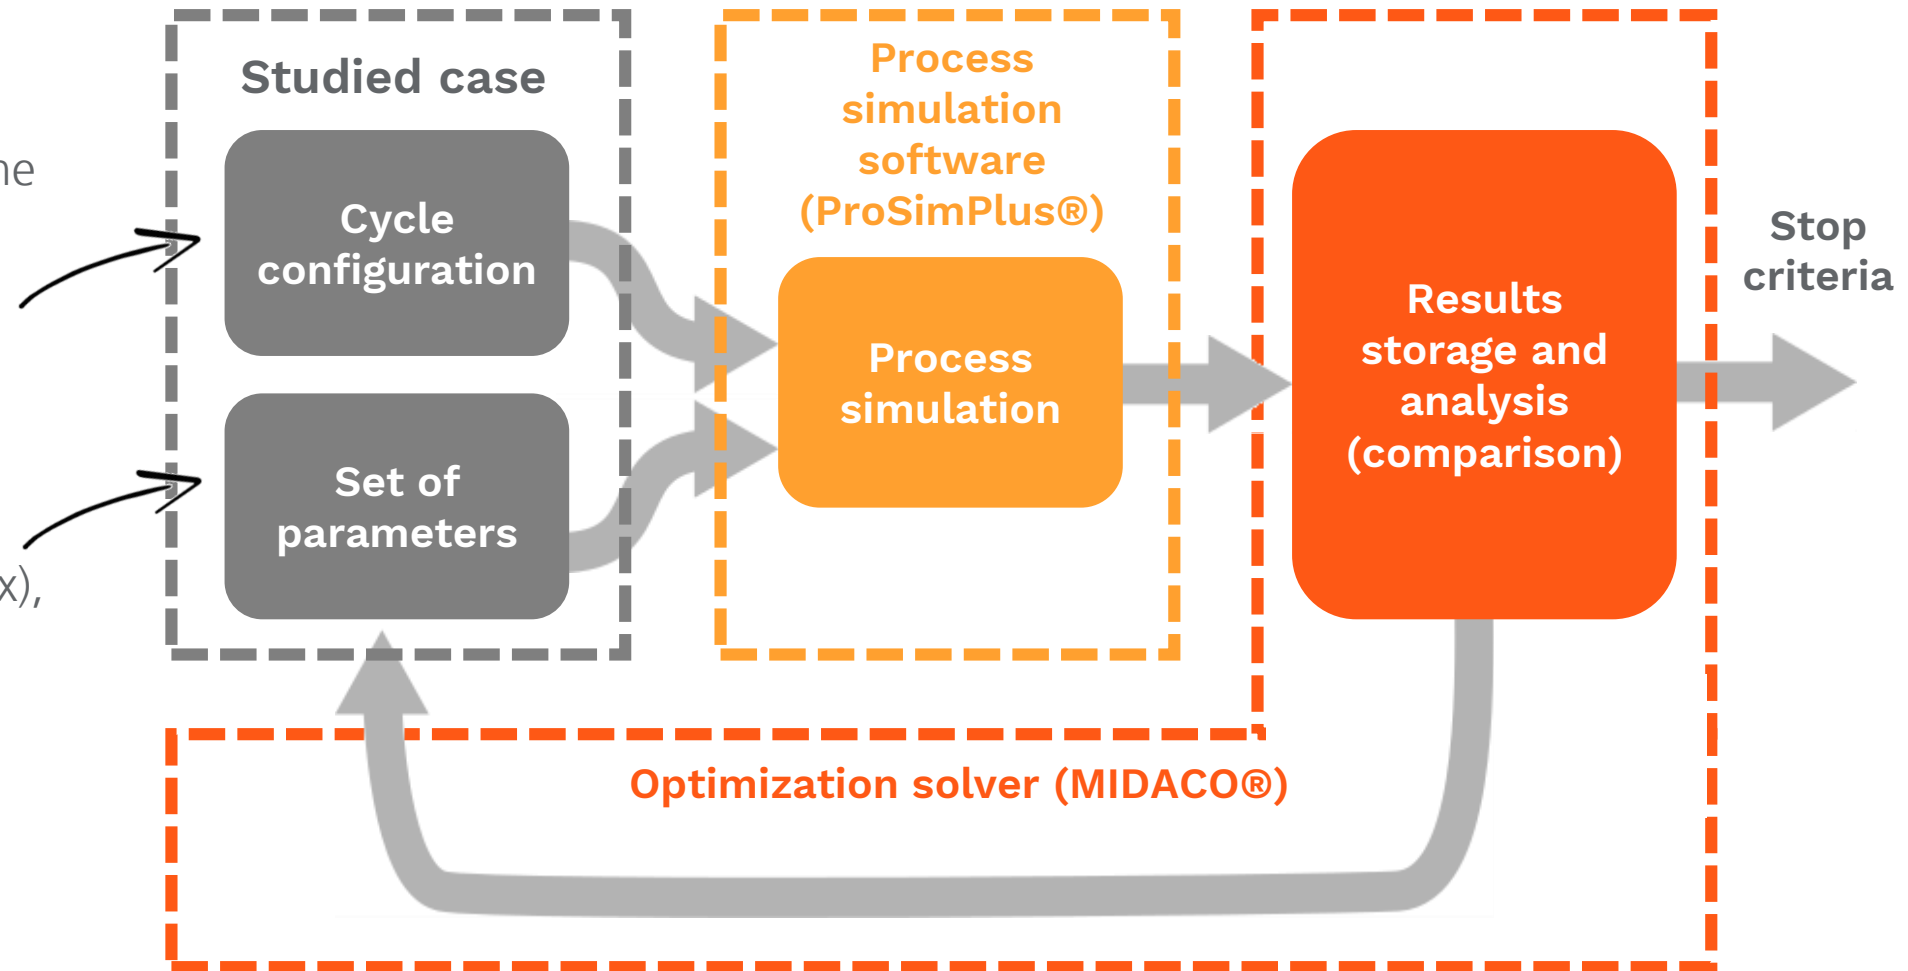 Studied case
Cycle
configuration
Set of
parameters
x),
Process
simulation
software
(ProSimPlus®)
Process
simulation
Results
storage and
analysis
(comparison)
Stop
criteria
Optimization solver (MIDACO®)